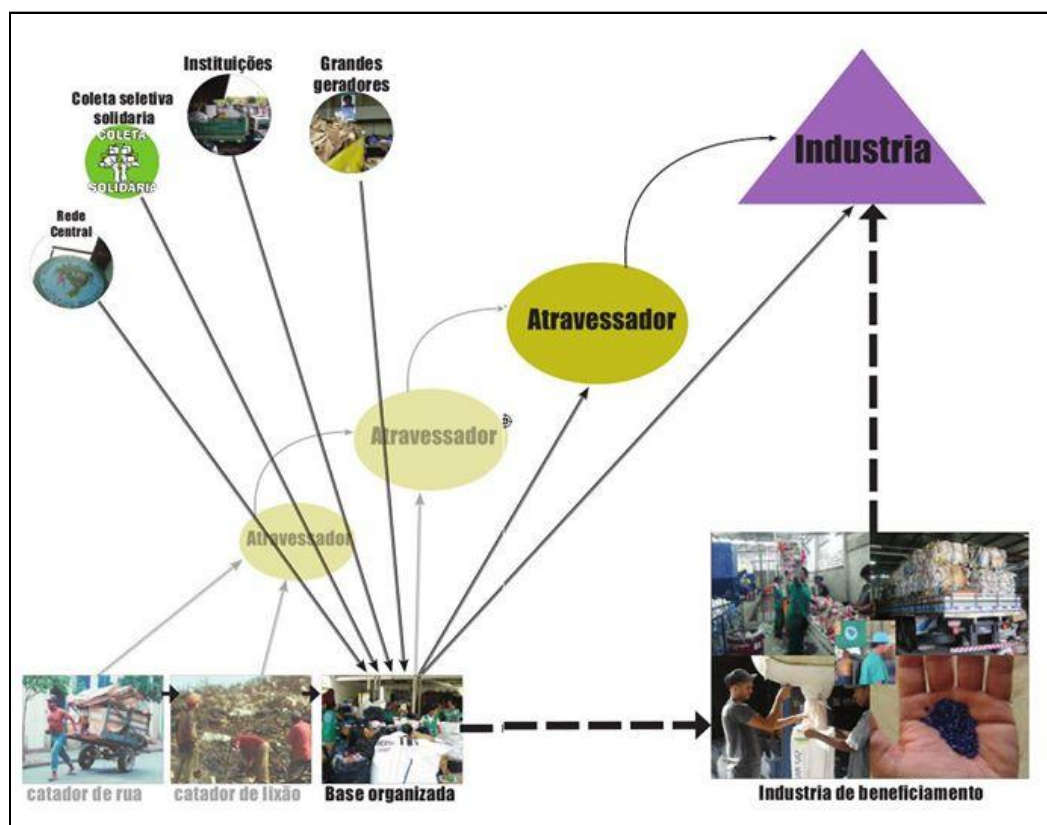 Instituições
Grandes
geradores
Coleta seletiva
solidaria
COLETA
SOLIDARIA
Rede
Central
Industria
Atravessador
Atravessador
Atravessador
catador de rua
catador de lixão
Base organizada
Industria de beneficiamento